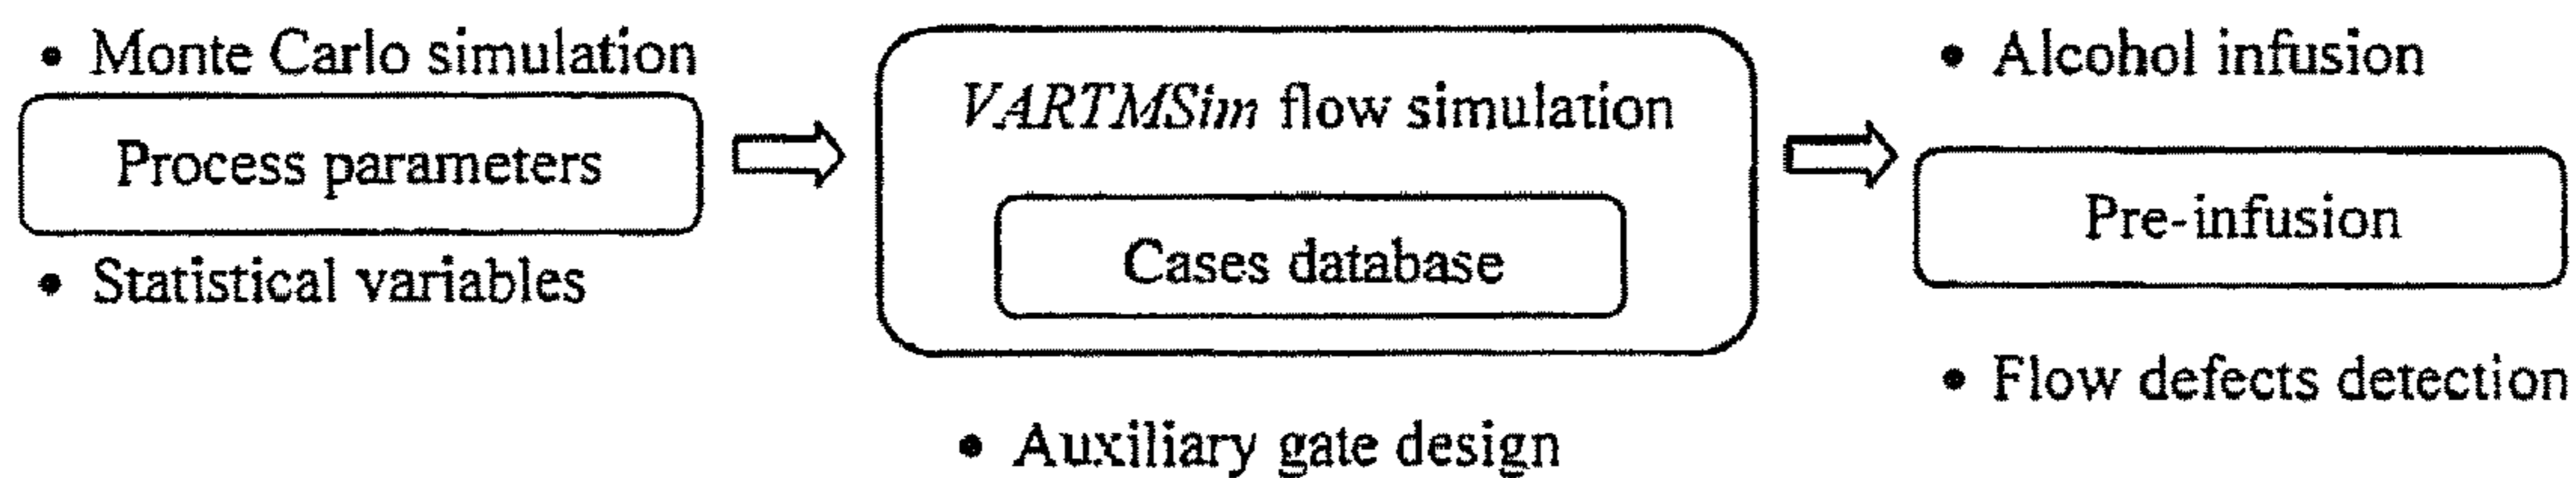 • Monte Carlo simulation
Process parameters
• Statistical variables
VARTMSim flow simulation
Cases database
• Auxiliary gate design
• Alcohol infusion
Pre-infusion
• Flow defects detection